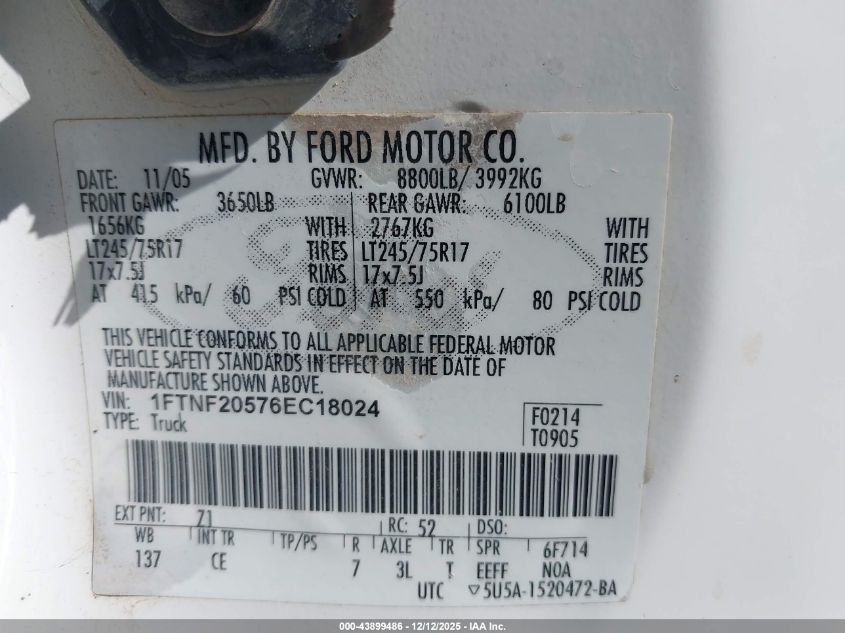 MFD. BY FORD MOTOR CO.
DATE: 11/05 GVWR: 8800LB/ 3992KG
FRONT GAWR: 3650LB REAR GAWR: 6100LB
1656KG WITH 2767KG WITH
LT245/75R17 TIRES LT245/75R17 TIRES
17x7.5J RIMS 17x7.5J RIMS
AT 415 kPa/ 60 PSI COLD AT 550 kPa/ 80 PSI COLD
THIS VEHICLE CONFORMS TO ALL APPLICABLE FEDERAL MOTOR
VEHICLE SAFETY STANDARDS IN EFFECT ON THE DATE OF
MANUFACTURE SHOWN ABOVE.
VIN: 1FTNF20576EC18024 F0214
TYPE: Truck T0905
EXT PNT: Z1 RC: 52 DSO:
WB INT TR TP/PS R AXLE TR SPR 6F714
137 CE 7 3L T EEFF N0A
UTC ▽5U5A-1520472-BA
000-43899486 - 12/12/2025 - IAA Inc.